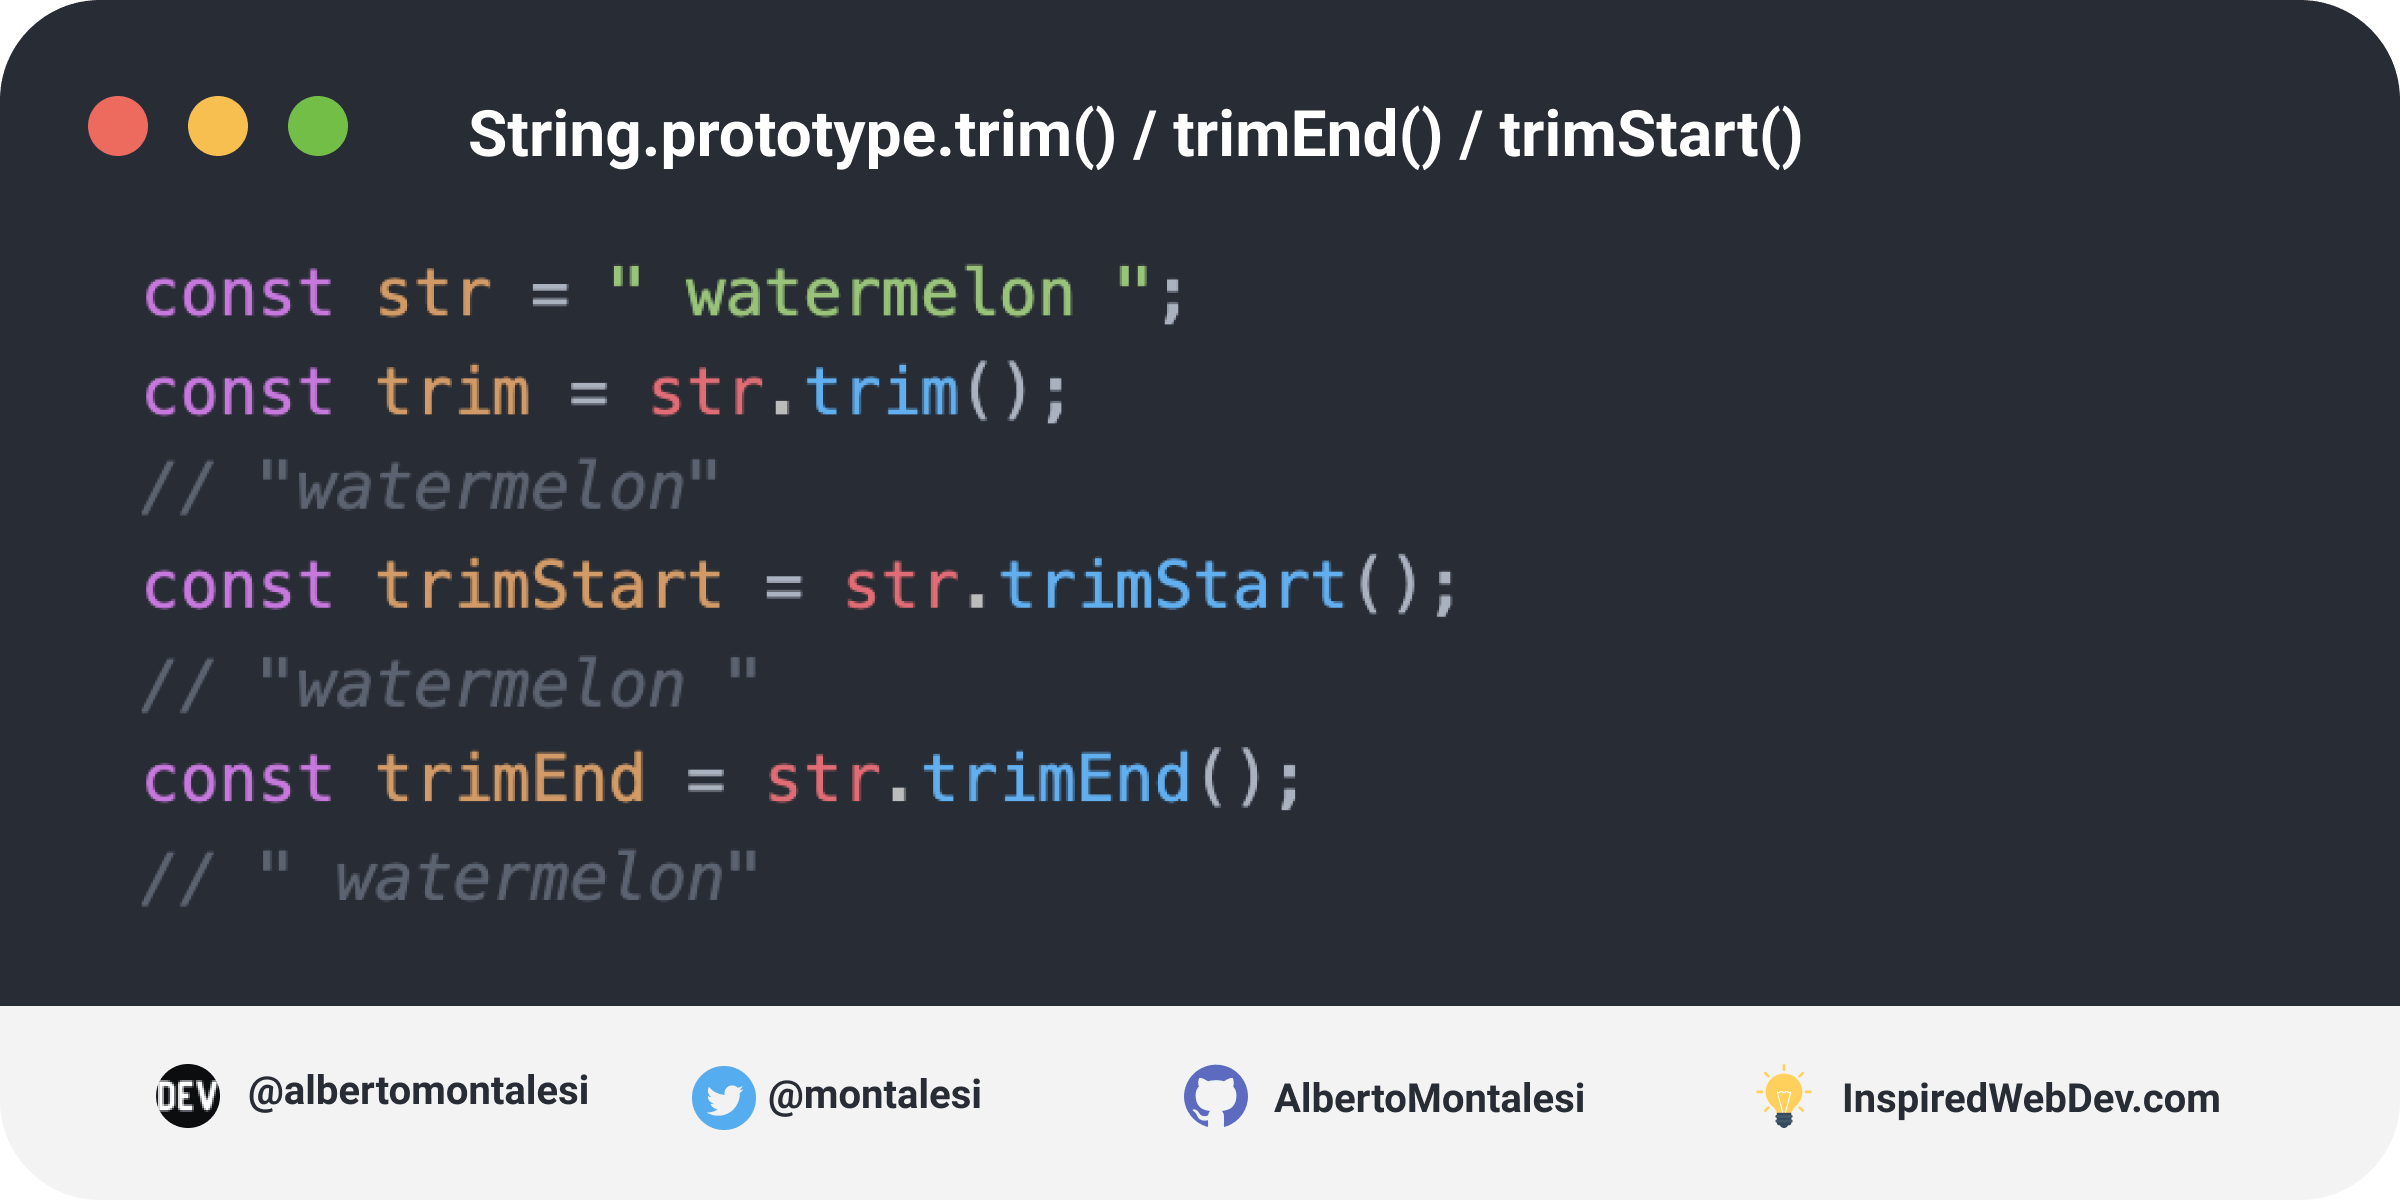 String.prototype.trim() / trimEnd() / trimStart()
const str = " watermelon ";
const trim = str.trim();
// "watermelon"
const trimStart = str.trimStart();
// "watermelon "
const trimEnd = str.trimEnd();
// " watermelon"
DEV @albertomontalesi @montalesi AlbertoMontalesi InspiredWebDev.com